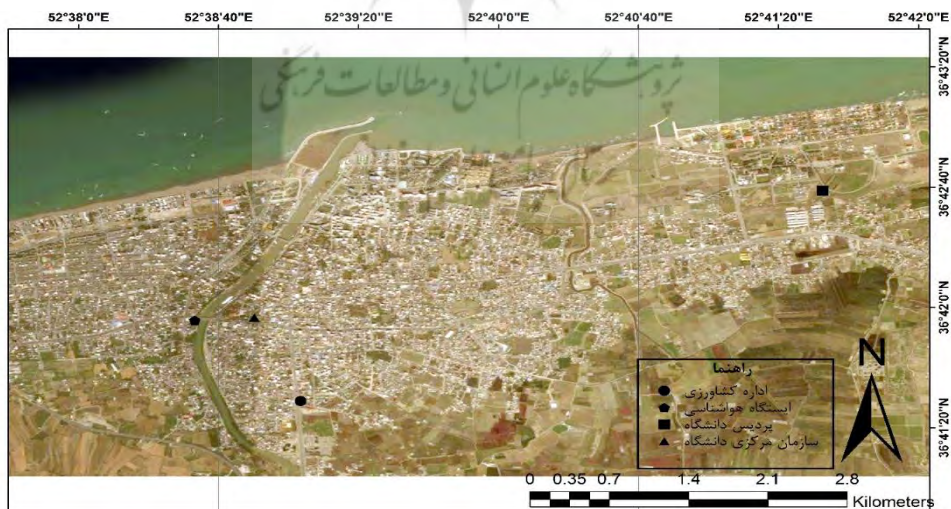 52°38'0"E 52°38'40"E 52°39'20"E 52°40'0"E 52°40'40"E 52°41'20"E 52°42'0"E
پژوهشگاه علوم انسانی و مطالعات فرهنگی
36°43'20"N
36°42'40"N
36°42'0"N
36°41'20"N
N
راهنما
اداره کشاورزی
ایستگاه هواشناسی
پردیس دانشگاه
سازمان مرکزی دانشگاه
0 0.35 0.7 1.4 2.1 2.8
Kilometers